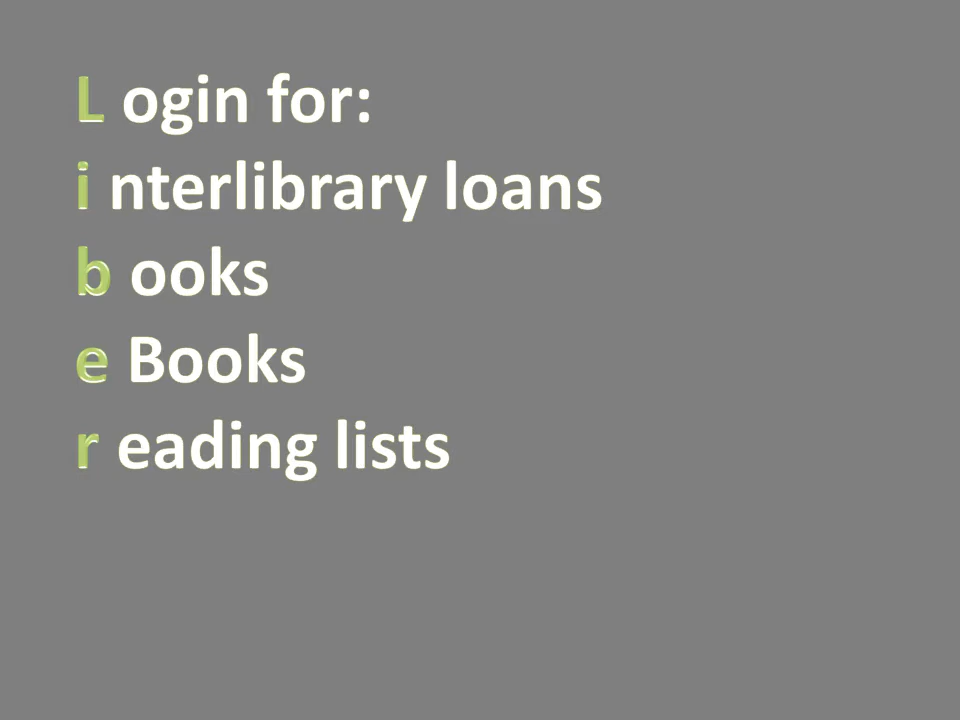 L ogin for:
i nterlibrary loans
b ooks
e Books
r eading lists